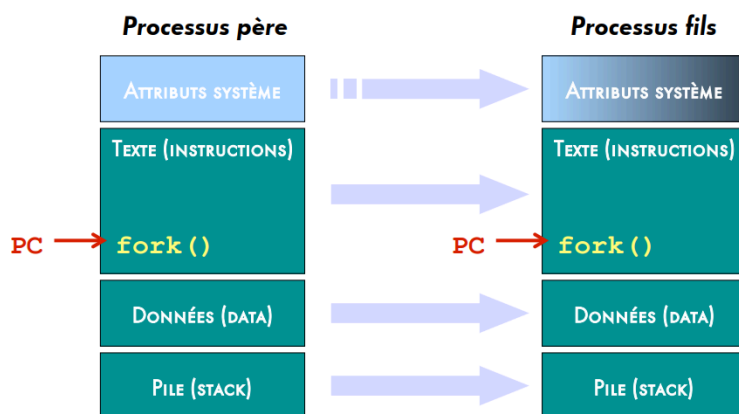 Processus père
Processus fils
ATTRIBUTS SYSTÈME
ATTRIBUTS SYSTÈME
TEXTE (INSTRUCTIONS)
TEXTE (INSTRUCTIONS)
PC
fork()
PC
fork()
DONNÉES (DATA)
DONNÉES (DATA)
PILE (STACK)
PILE (STACK)